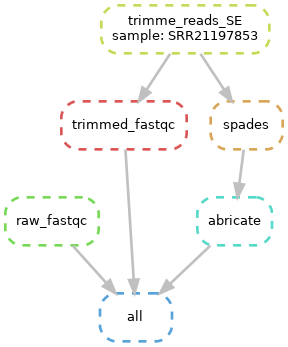 trimme_reads_SE
sample: SRR21197853
trimmed_fastqc
spades
raw_fastqc
abricate
all